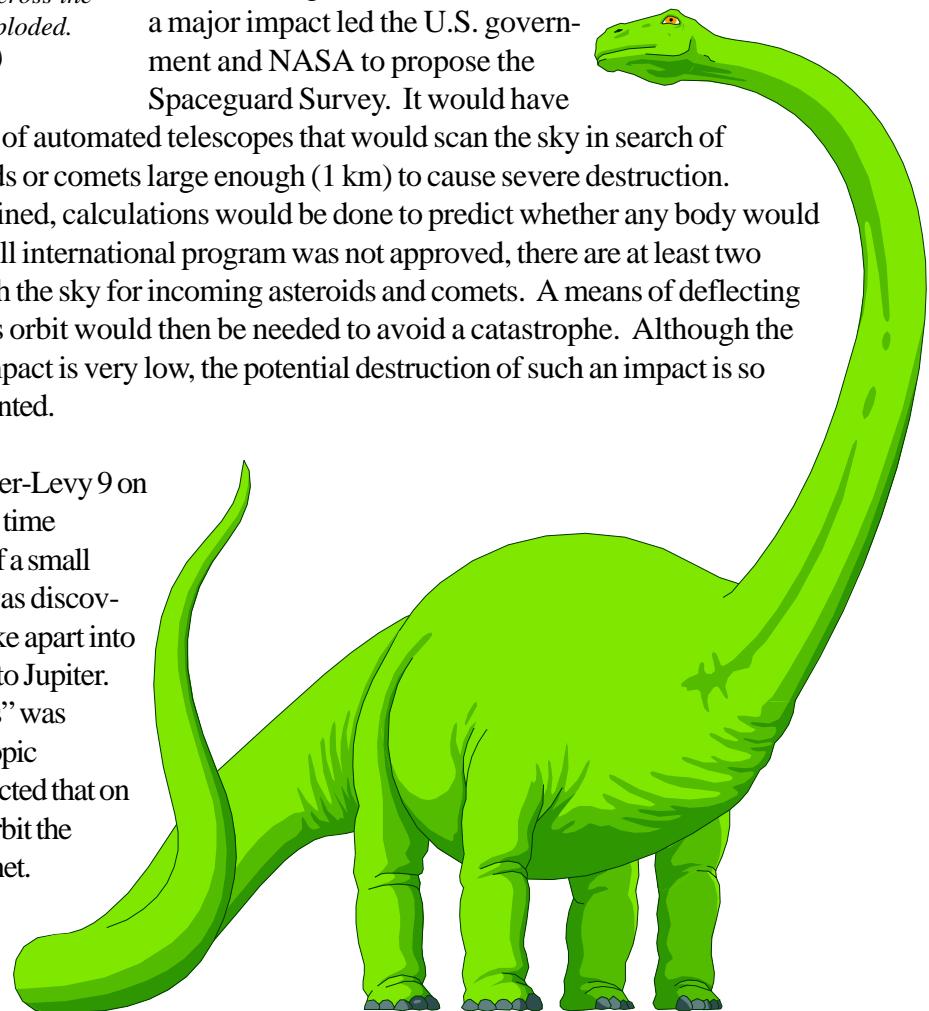 ploded.
)
a major impact led the U.S. govern-
ment and NASA to propose the
Spaceguard Survey. It would have
of automated telescopes that would scan the sky in search of
ds or comets large enough (1 km) to cause severe destruction.
ined, calculations would be done to predict whether any body would
ll international program was not approved, there are at least two
h the sky for incoming asteroids and comets. A means of deflecting
s orbit would then be needed to avoid a catastrophe. Although the
pact is very low, the potential destruction of such an impact is so
nted.
er-Levy 9 on
time
f a small
as discov-
ke apart into
to Jupiter.
s” was
opic
cted that on
rbit the
net.